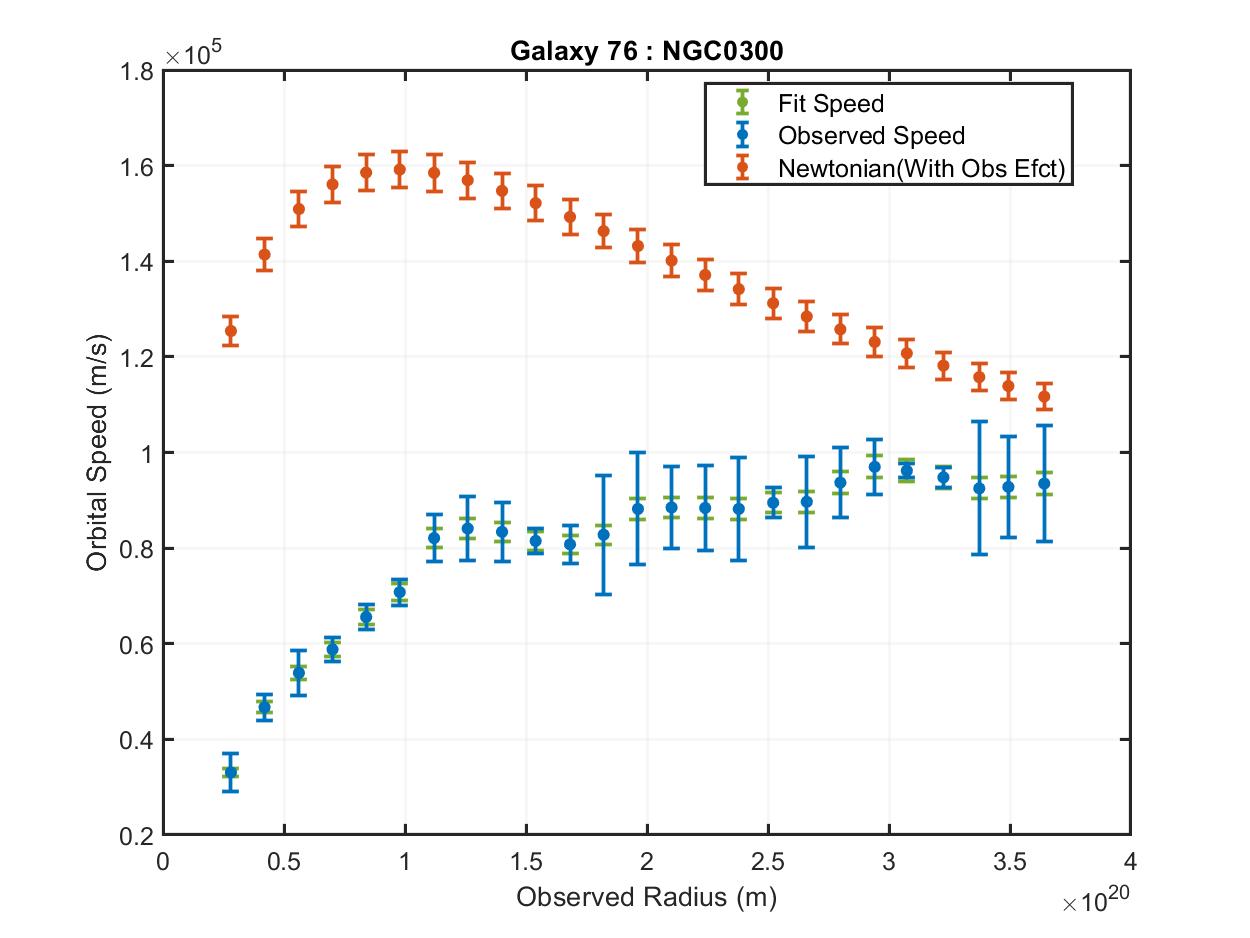 Galaxy 76 : NGC0300
×10^5
1.8
1.6
1.4
1.2
1
0.8
0.6
0.4
0.2
Orbital Speed (m/s)
Fit Speed
Observed Speed
Newtonian(With Obs Efct)
0 0.5 1 1.5 2 2.5 3 3.5 4
Observed Radius (m)
×10^20